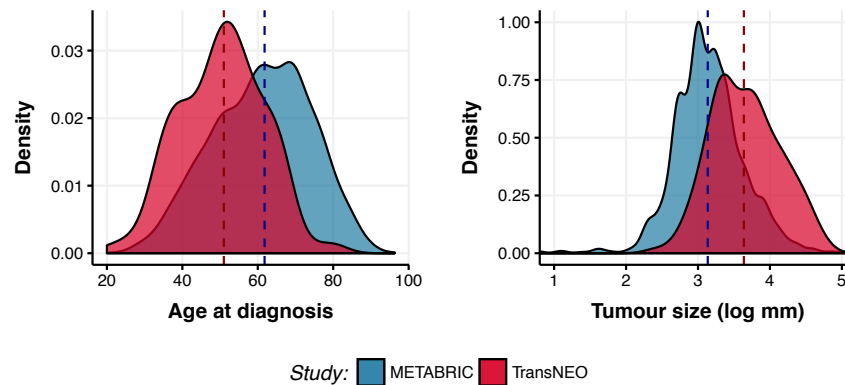 Density
0.03
0.02
0.01
0.00
20 40 60 80 100
Age at diagnosis
Density
1.00
0.75
0.50
0.25
0.00
1 2 3 4 5
Tumour size (log mm)
Study: METABRIC TransNEO